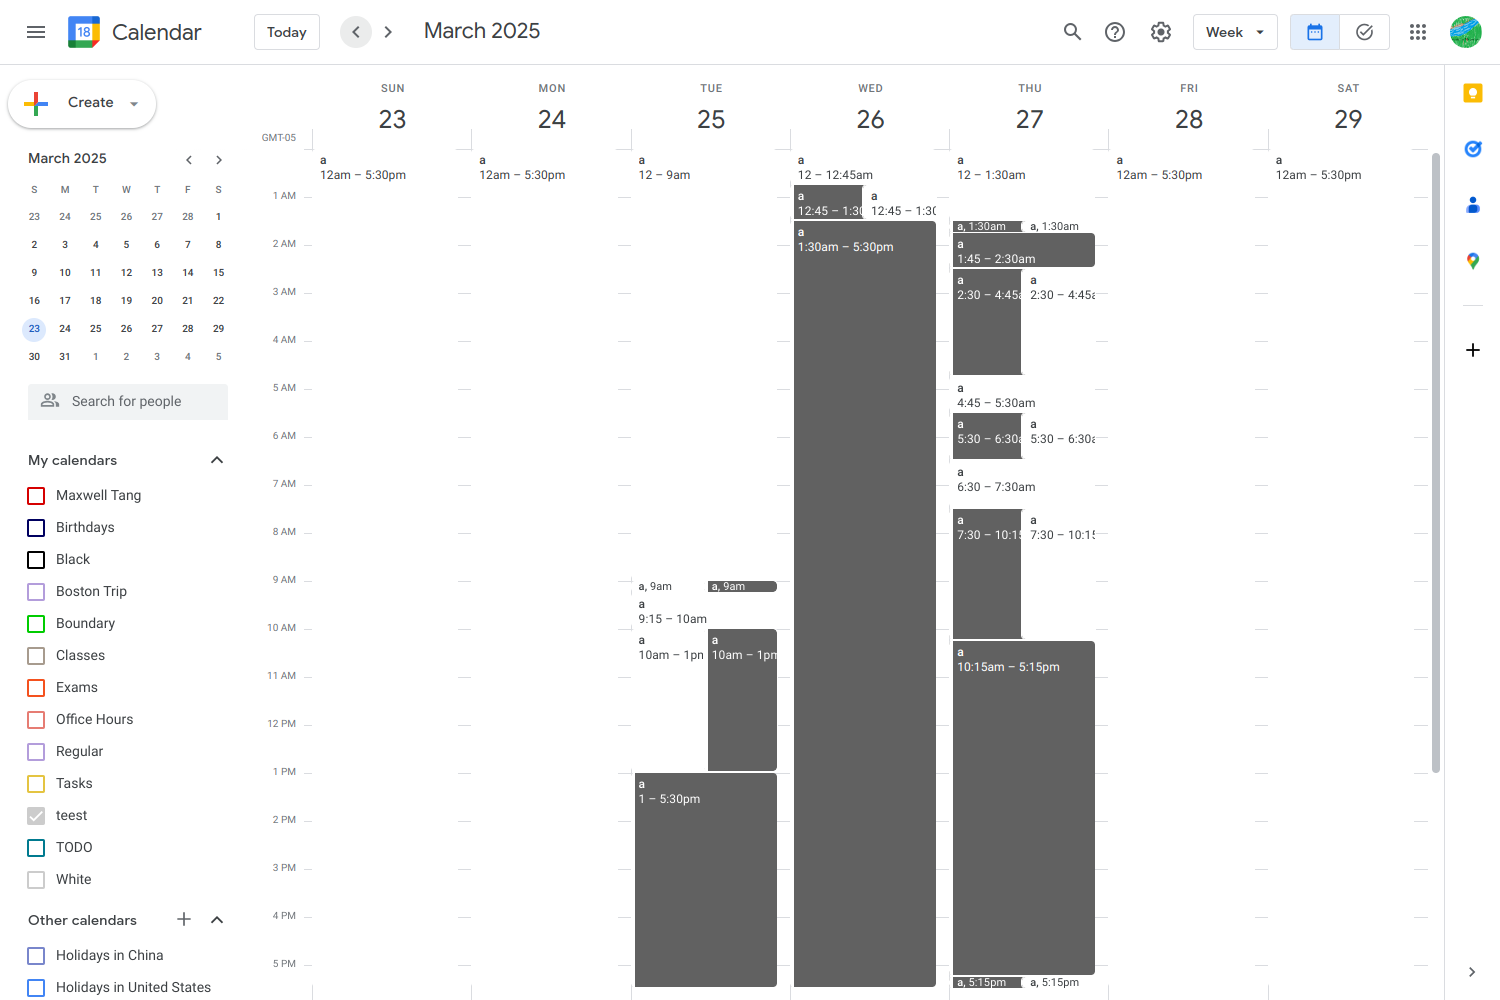 18 Calendar Today March 2025 Week
Create
SUN MON TUE WED THU FRI SAT
23 24 25 26 27 28 29
GMT-05
March 2025
S M T W T F S
23 24 25 26 27 28 1
2 3 4 5 6 7 8
9 10 11 12 13 14 15
16 17 18 19 20 21 22
23 24 25 26 27 28 29
30 31 1 2 3 4 5
Search for people
My calendars
Maxwell Tang
Birthdays
Black
Boston Trip
Boundary
Classes
Exams
Office Hours
Regular
Tasks
teest
TODO
White
Other calendars
Holidays in China
Holidays in United States
1 AM
2 AM
3 AM
4 AM
5 AM
6 AM
7 AM
8 AM
9 AM
10 AM
11 AM
12 PM
1 PM
2 PM
3 PM
4 PM
5 PM
a
12am – 5:30pm
a
12am – 5:30pm
a
12 – 9am
a, 9am
a, 9am
a
9:15 – 10am
a
10am – 1pn
a
10am – 1pm
a
1 – 5:30pm
a
12 – 12:45am
a
12:45 – 1:30
a
12:45 – 1:30
a
1:30am – 5:30pm
a
12 – 1:30am
a, 1:30am
a, 1:30am
a
1:45 – 2:30am
a
2:30 – 4:45a
a
2:30 – 4:45a
a
4:45 – 5:30am
a
5:30 – 6:30a
a
5:30 – 6:30a
a
6:30 – 7:30am
a
7:30 – 10:15
a
7:30 – 10:15
a
10:15am – 5:15pm
a, 5:15pm
a, 5:15pm
a
12am – 5:30pm
a
12am – 5:30pm